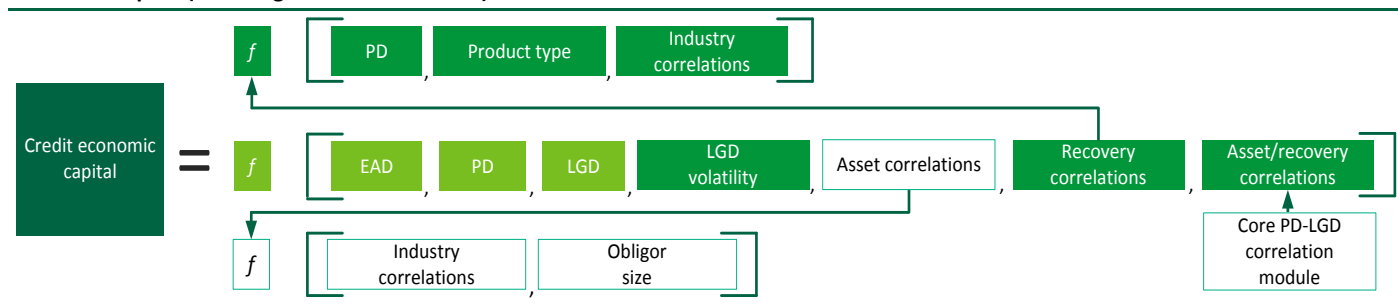 f
PD
,
Product type
,
Industry
correlations
Credit economic
capital
=
f
EAD
,
PD
,
LGD
,
LGD
volatility
,
Asset correlations
,
Recovery
correlations
,
Asset/recovery
correlations
f
Industry
correlations
,
Obligor
size
Core PD-LGD
correlation
module